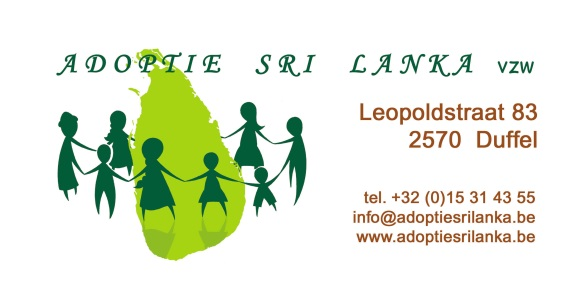 ADOPTIE SRI LANKA vzw
Leopoldstraat 83
2570 Duffel
tel. +32 (0)15 31 43 55
info@adoptiesrilanka.be
www.adoptiesrilanka.be